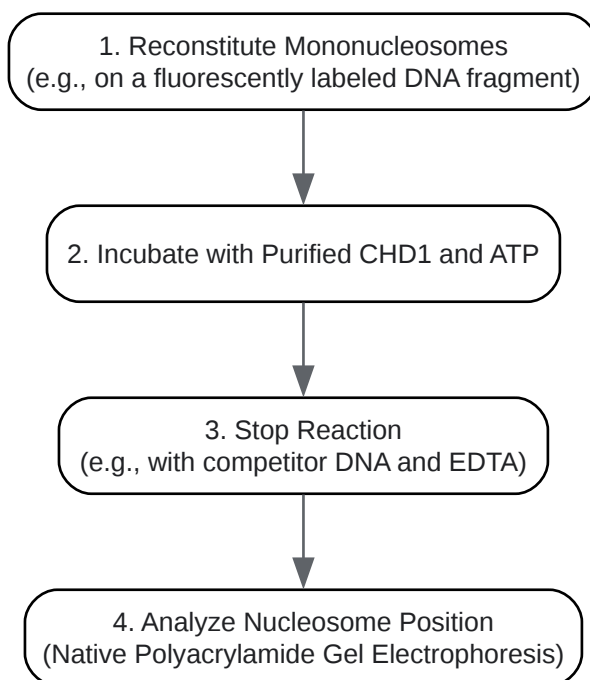 1. Reconstitute Mononucleosomes
(e.g., on a fluorescently labeled DNA fragment)
2. Incubate with Purified CHD1 and ATP
3. Stop Reaction
(e.g., with competitor DNA and EDTA)
4. Analyze Nucleosome Position
(Native Polyacrylamide Gel Electrophoresis)